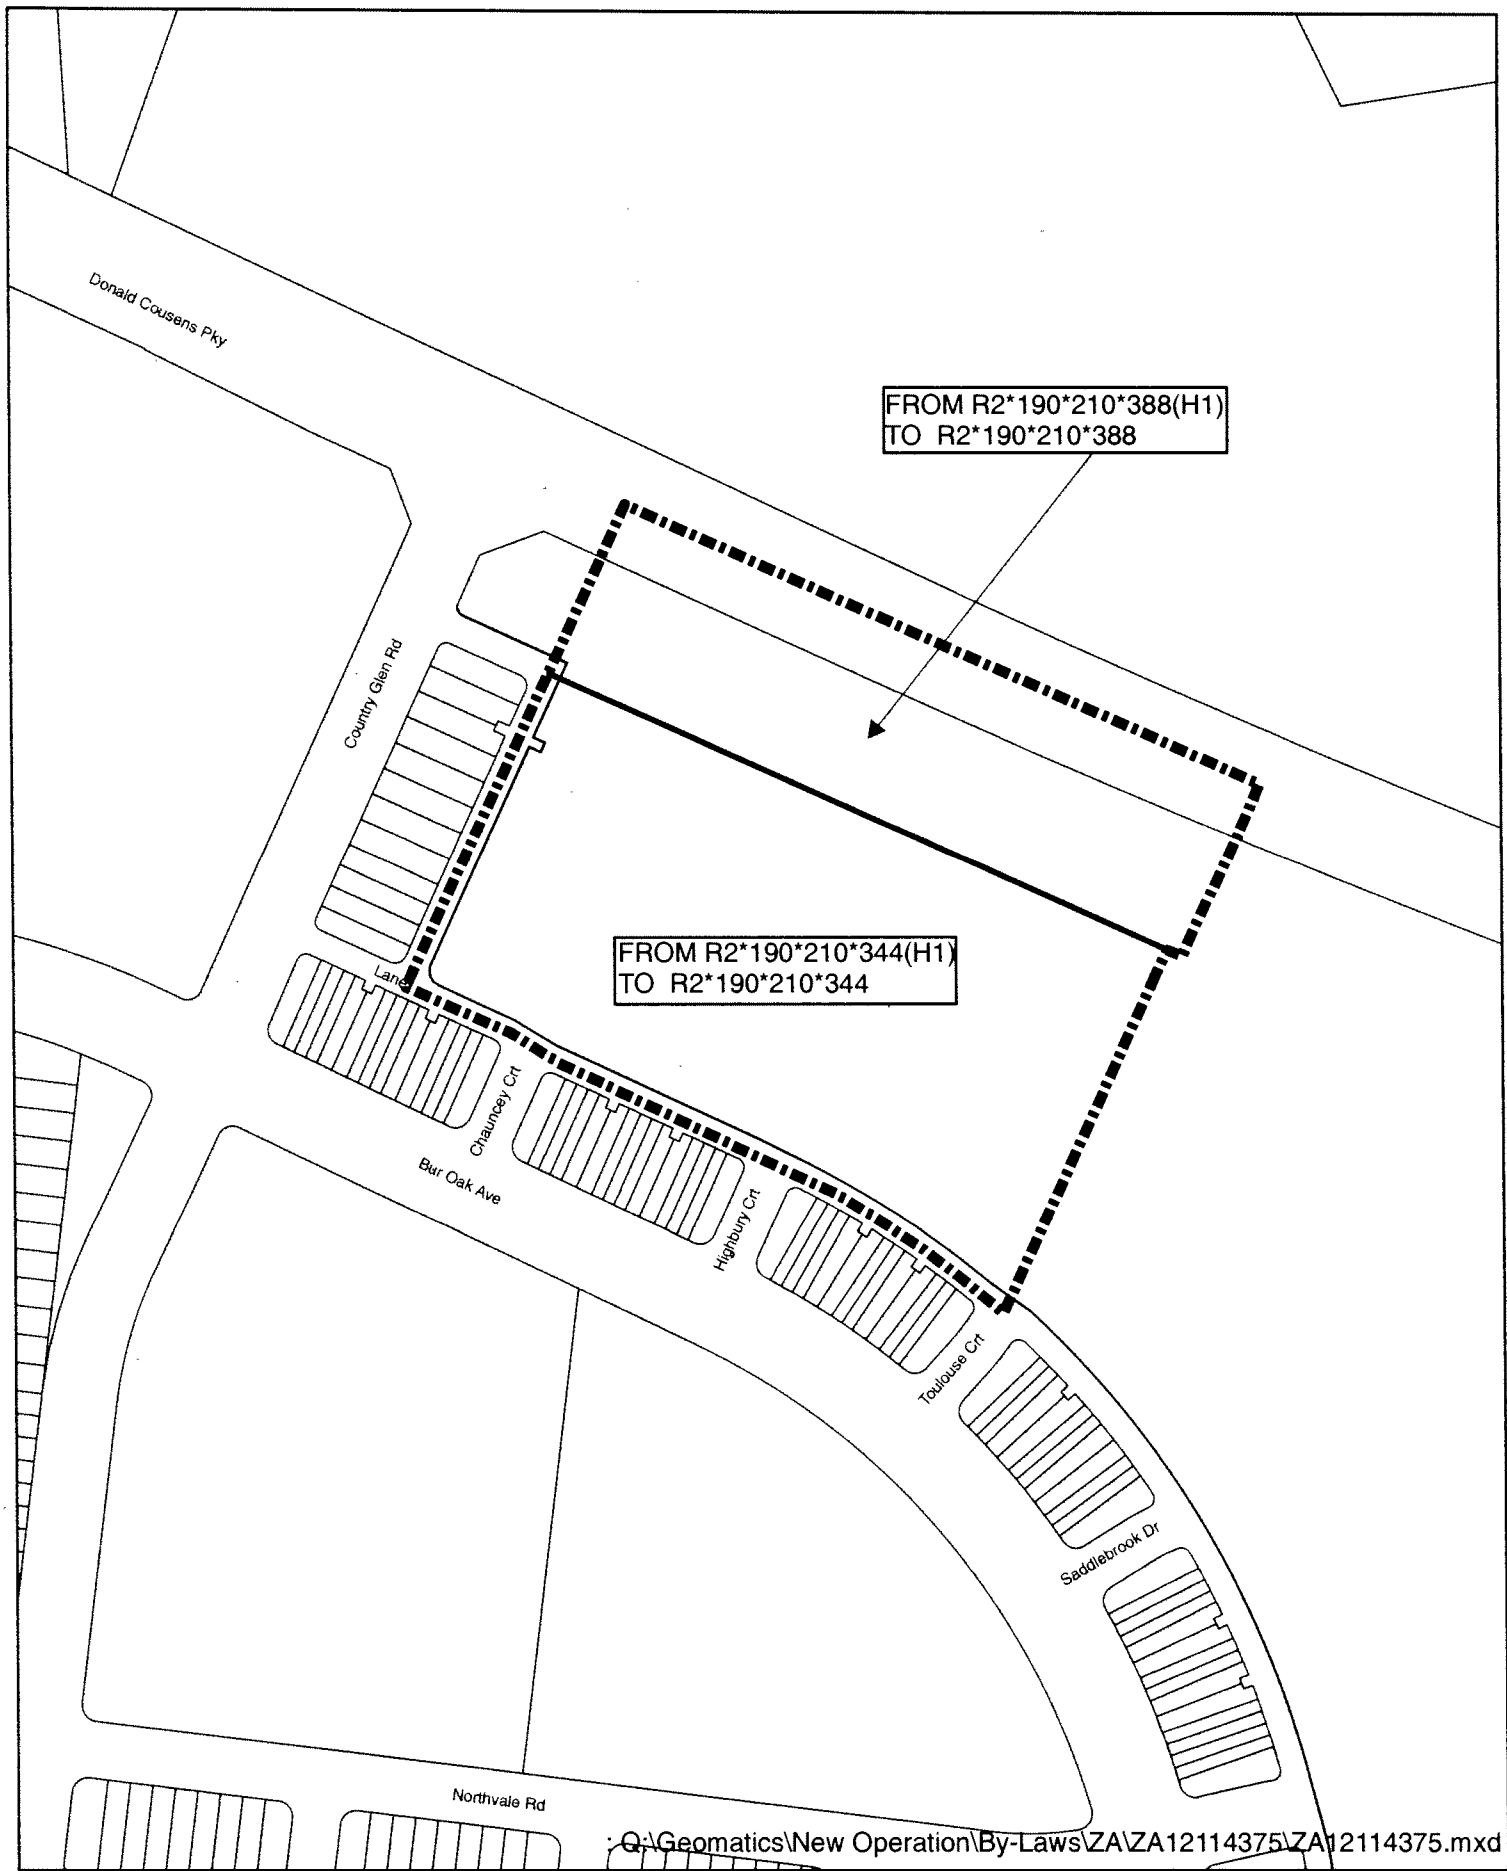 Donald Cousens Pky
FROM R2*190*210*388(H1)
TO R2*190*210*388
Country Glen Rd
FROM R2*190*210*344(H1)
TO R2*190*210*344
Lane
Chauncey Crt
Bur Oak Ave
Highbury Crt
Toulouse Crt
Saddlebrook Dr
Northvale Rd
: Q:\Geomatics\New Operation\By-Laws\ZA\ZA12114375\ZA12114375.mxd